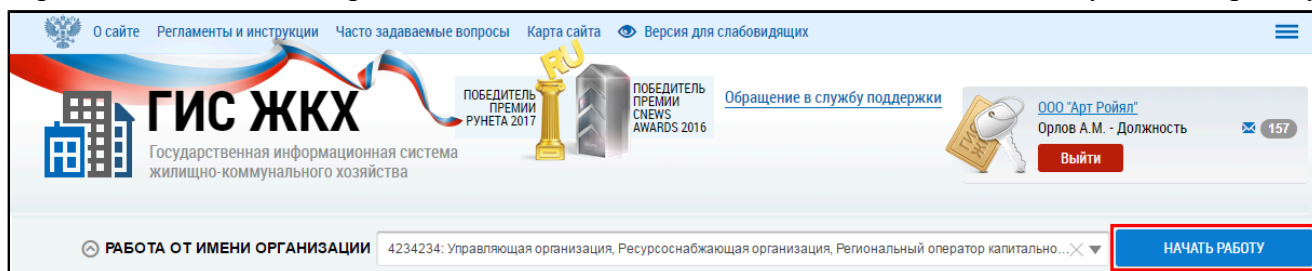 О сайте Регламенты и инструкции Часто задаваемые вопросы Карта сайта Версия для слабовидящих
RU
ГИС ЖКХ
Государственная информационная система
жилищно-коммунального хозяйства
ПОБЕДИТЕЛЬ
ПРЕМИИ
РУНЕТА 2017
ПОБЕДИТЕЛЬ
ПРЕМИИ
CNEWS
AWARDS 2016
Обращение в службу поддержки
ООО "Арт Ройял"
Орлов А.М. - Должность 157
Выйти
РАБОТА ОТ ИМЕНИ ОРГАНИЗАЦИИ 4234234: Управляющая организация, Ресурсоснабжающая организация, Региональный оператор капитально... НАЧАТЬ РАБОТУ